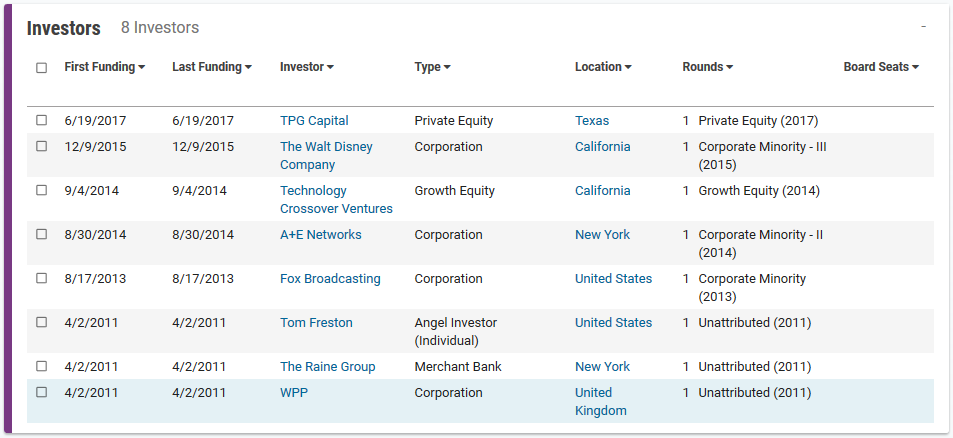 Investors 8 Investors -
First Funding Last Funding Investor Type Location Rounds Board Seats
6/19/2017 6/19/2017 TPG Capital Private Equity Texas 1 Private Equity (2017)
12/9/2015 12/9/2015 The Walt Disney Corporation California 1 Corporate Minority - III
Company (2015)
9/4/2014 9/4/2014 Technology Growth Equity California 1 Growth Equity (2014)
Crossover Ventures
8/30/2014 8/30/2014 A+E Networks Corporation New York 1 Corporate Minority - II
(2014)
8/17/2013 8/17/2013 Fox Broadcasting Corporation United States 1 Corporate Minority
(2013)
4/2/2011 4/2/2011 Tom Freston Angel Investor United States 1 Unattributed (2011)
(Individual)
4/2/2011 4/2/2011 The Raine Group Merchant Bank New York 1 Unattributed (2011)
4/2/2011 4/2/2011 WPP Corporation United 1 Unattributed (2011)
Kingdom